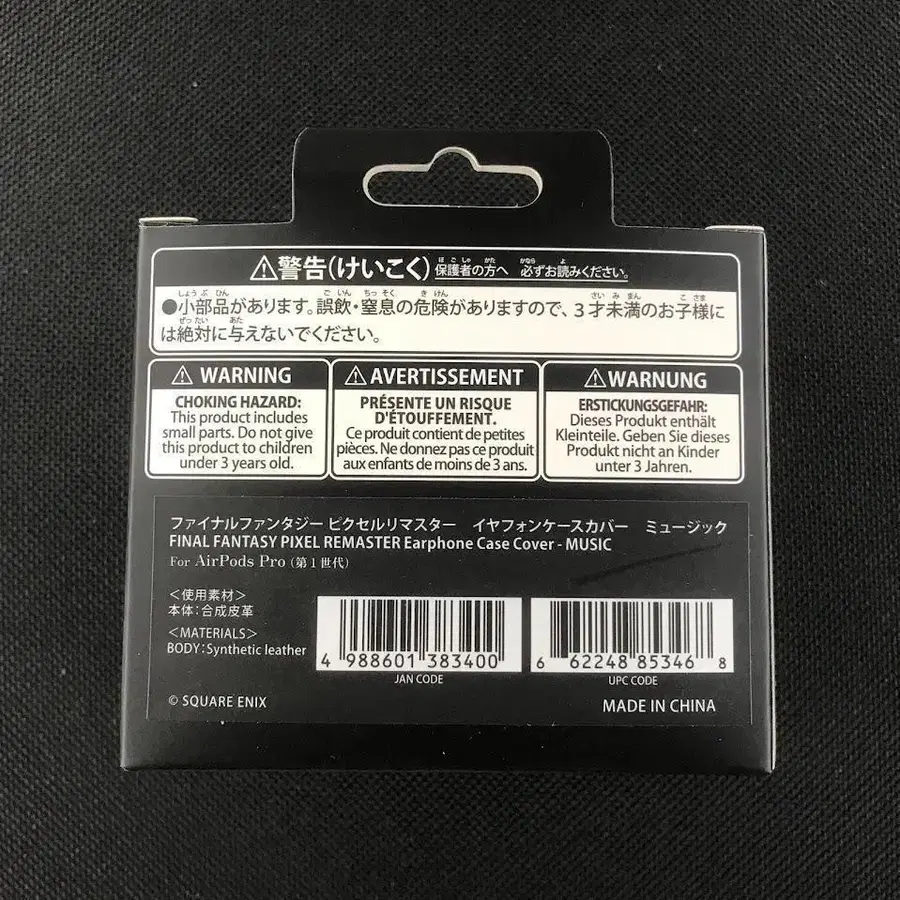 ⚠警告(けいこく) 保護者の方へ 必ずお読みください。
●小部品があります。誤飲・窒息の危険がありますので、3才未満のお子様に
は絶対に与えないでください。
⚠ WARNING
CHOKING HAZARD:
This product includes
small parts. Do not give
this product to children
under 3 years old.
⚠ AVERTISSEMENT
PRÉSENTE UN RISQUE
D'ÉTOUFFEMENT.
Ce produit contient de petites
pièces. Ne donnez pas ce produit
aux enfants de moins de 3 ans.
⚠ WARNUNG
ERSTICKUNGSGEFAHR:
Dieses Produkt enthält
Kleinteile. Geben Sie dieses
Produkt nicht an Kinder
unter 3 Jahren.
ファイナルファンタジー ピクセルリマスター イヤフォンケースカバー ミュージック
FINAL FANTASY PIXEL REMASTER Earphone Case Cover - MUSIC
For AirPods Pro (第1世代)
<使用素材>
本体:合成皮革
<MATERIALS>
BODY:Synthetic leather
4 988601 383400
JAN CODE
6 62248 85346 8
UPC CODE
© SQUARE ENIX
MADE IN CHINA